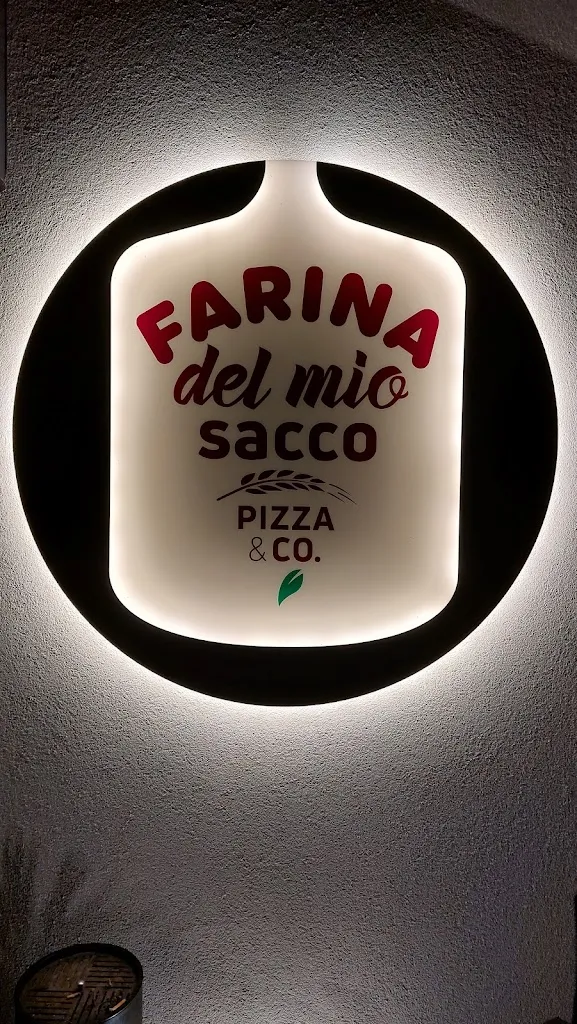 FARINA
del mio
sacco
PIZZA
& CO.